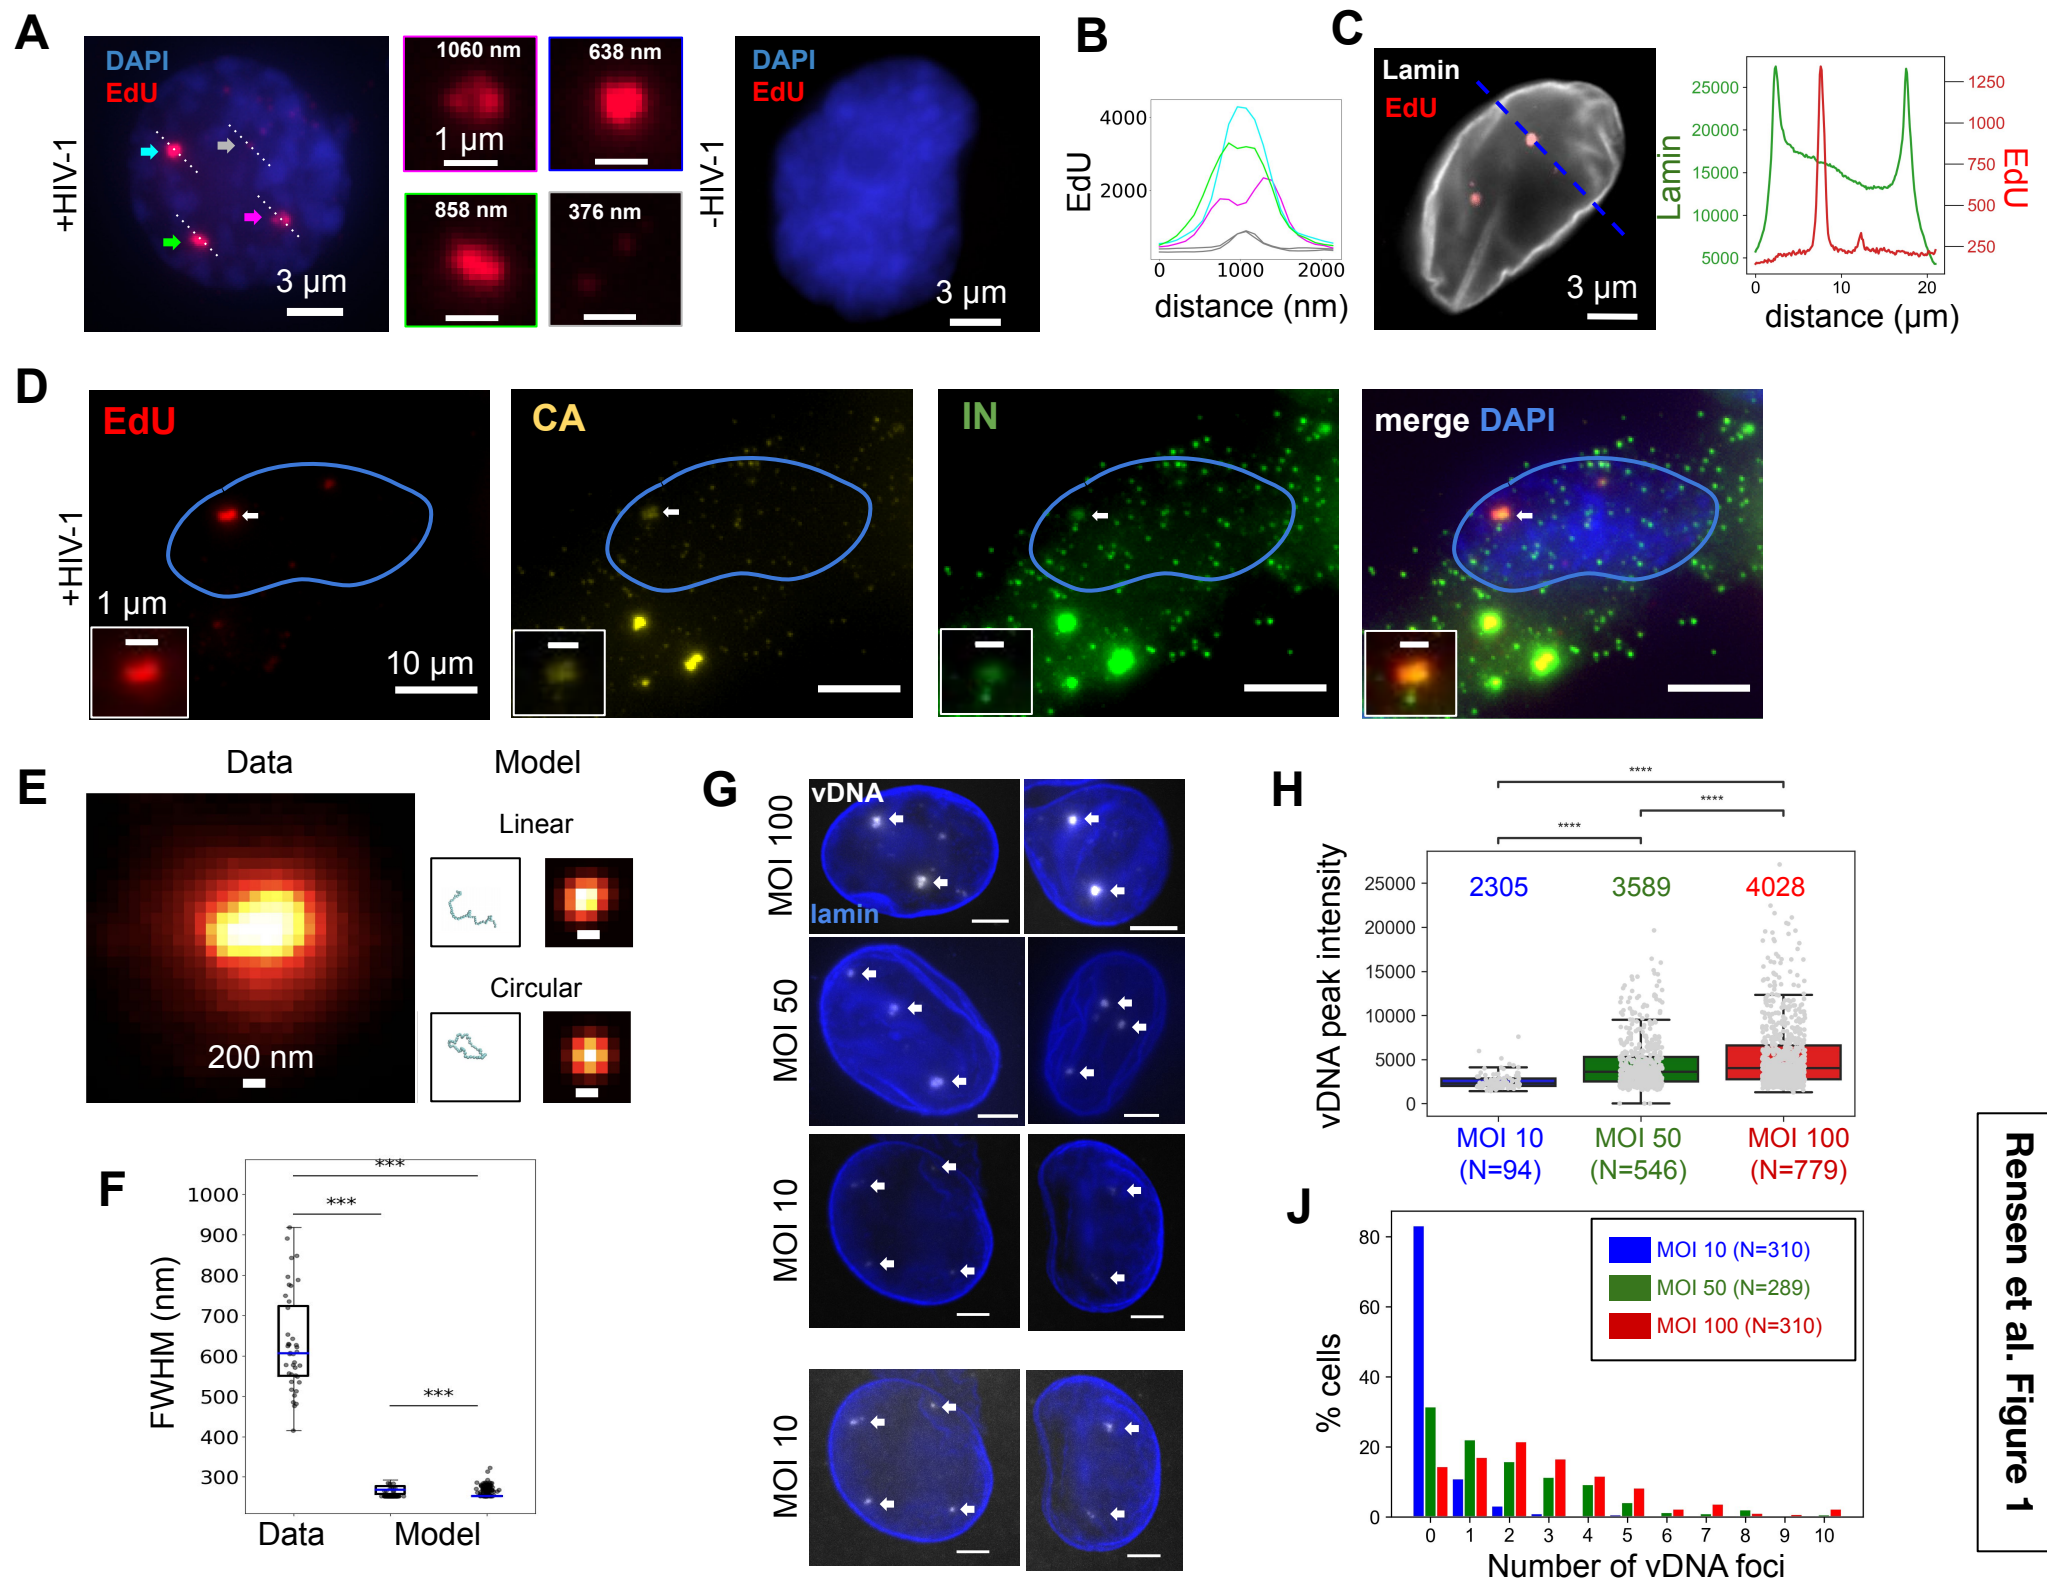 A
+HIV-1
DAPI
EdU
3 µm
1060 nm
1 µm
638 nm
858 nm
376 nm
-HIV-1
DAPI
EdU
3 µm
B
EdU
4000
2000
0 1000 2000
distance (nm)
C
Lamin
EdU
3 µm
Lamin
25000
20000
15000
10000
5000
1250
1000
750
500
250
EdU
0 10 20
distance (µm)
D
+HIV-1
EdU
1 µm
10 µm
CA
IN
merge DAPI
E
Data
200 nm
Model
Linear
Circular
F
FWHM (nm)
1000
900
800
700
600
500
400
300
***
***
***
Data Model
G
MOI 100
vDNA
lamin
MOI 50
MOI 10
MOI 10
H
vDNA peak intensity
25000
20000
15000
10000
5000
0
****
****
****
2305 3589 4028
MOI 10 MOI 50 MOI 100
(N=94) (N=546) (N=779)
J
% cells
80
60
40
20
0
MOI 10 (N=310)
MOI 50 (N=289)
MOI 100 (N=310)
0 1 2 3 4 5 6 7 8 9 10
Number of vDNA foci
Rensen et al. Figure 1